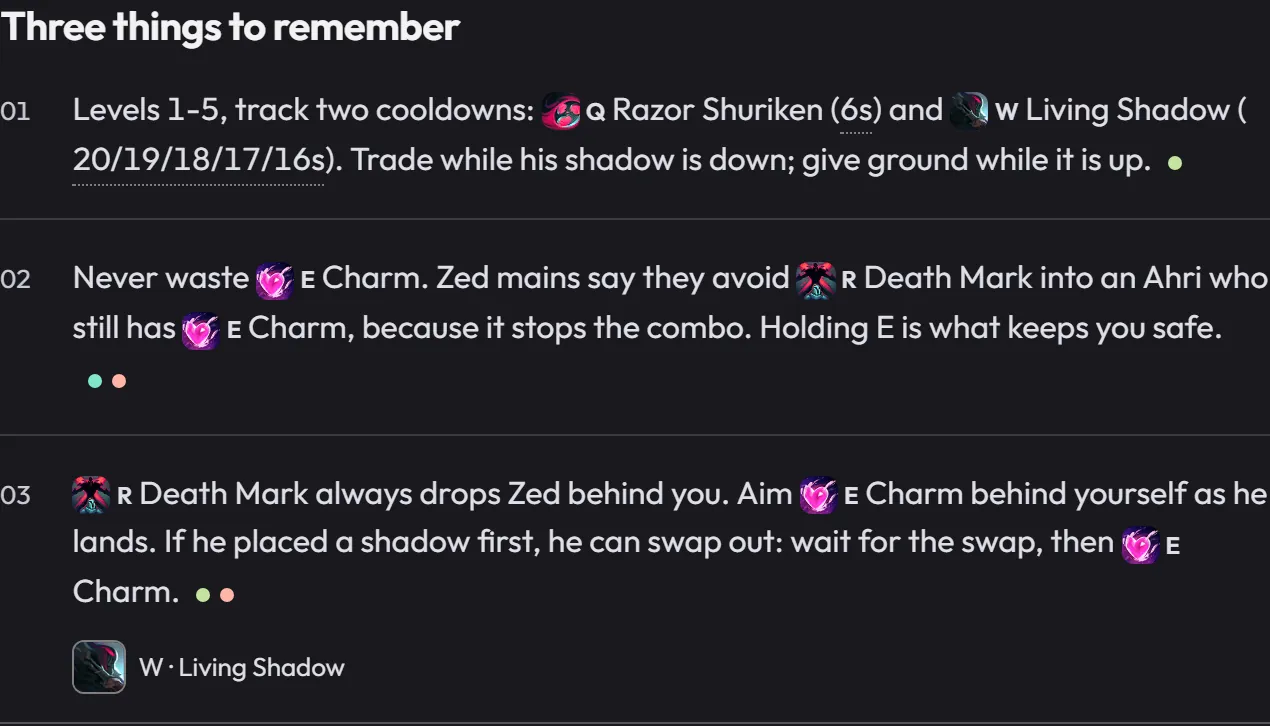 Three things to remember
01 Levels 1-5, track two cooldowns: Q Razor Shuriken (6s) and W Living Shadow (
20/19/18/17/16s). Trade while his shadow is down; give ground while it is up.
02 Never waste E Charm. Zed mains say they avoid R Death Mark into an Ahri who
still has E Charm, because it stops the combo. Holding E is what keeps you safe.
03 R Death Mark always drops Zed behind you. Aim E Charm behind yourself as he
lands. If he placed a shadow first, he can swap out: wait for the swap, then E
Charm.
W · Living Shadow